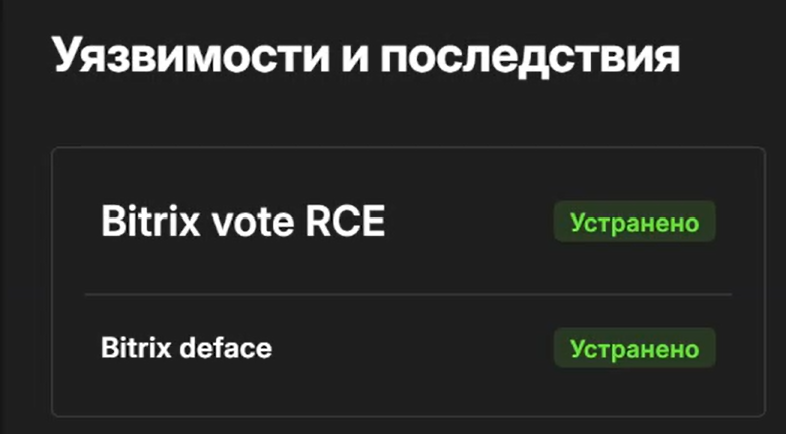 Уязвимости и последствия
Bitrix vote RCE
Устранено
Bitrix deface
Устранено